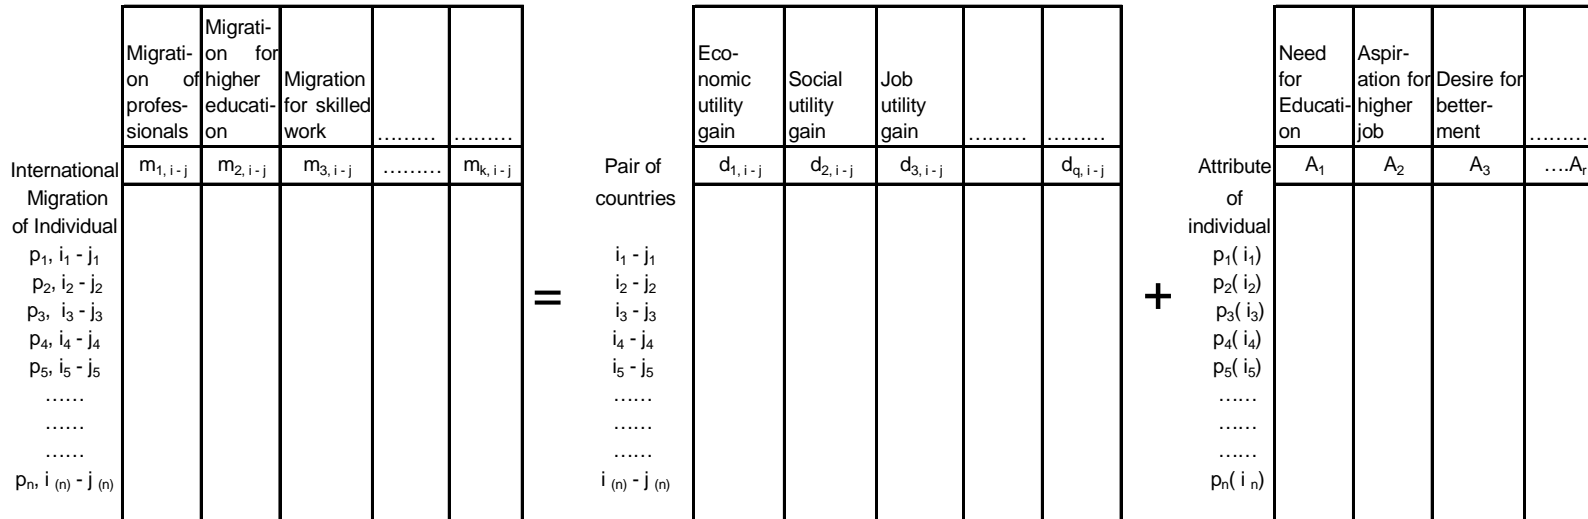 Migrati-
on of
profes-
sionals
Migrati-
on for
higher
educati-
on
Migration
for skilled
work
………
………
International
Migration
of Individual
m1, i - j
m2, i - j
m3, i - j
………
mk, i - j
p1, i1 - j1
p2, i2 - j2
p3, i3 - j3
p4, i4 - j4
p5, i5 - j5
……
……
……
pn, i (n) - j (n)
=
Eco-
nomic
utility
gain
Social
utility
gain
Job
utility
gain
………
………
Pair of
countries
d1, i - j
d2, i - j
d3, i - j
dq, i - j
i1 - j1
i2 - j2
i3 - j3
i4 - j4
i5 - j5
……
……
……
i (n) - j (n)
+
Need
for
Educati-
on
Aspir-
ation for
higher
job
Desire for
better-
ment
………
Attribute
of
individual
A1
A2
A3
….Ar
p1( i1)
p2( i2)
p3( i3)
p4( i4)
p5( i5)
……
……
……
pn( i n)